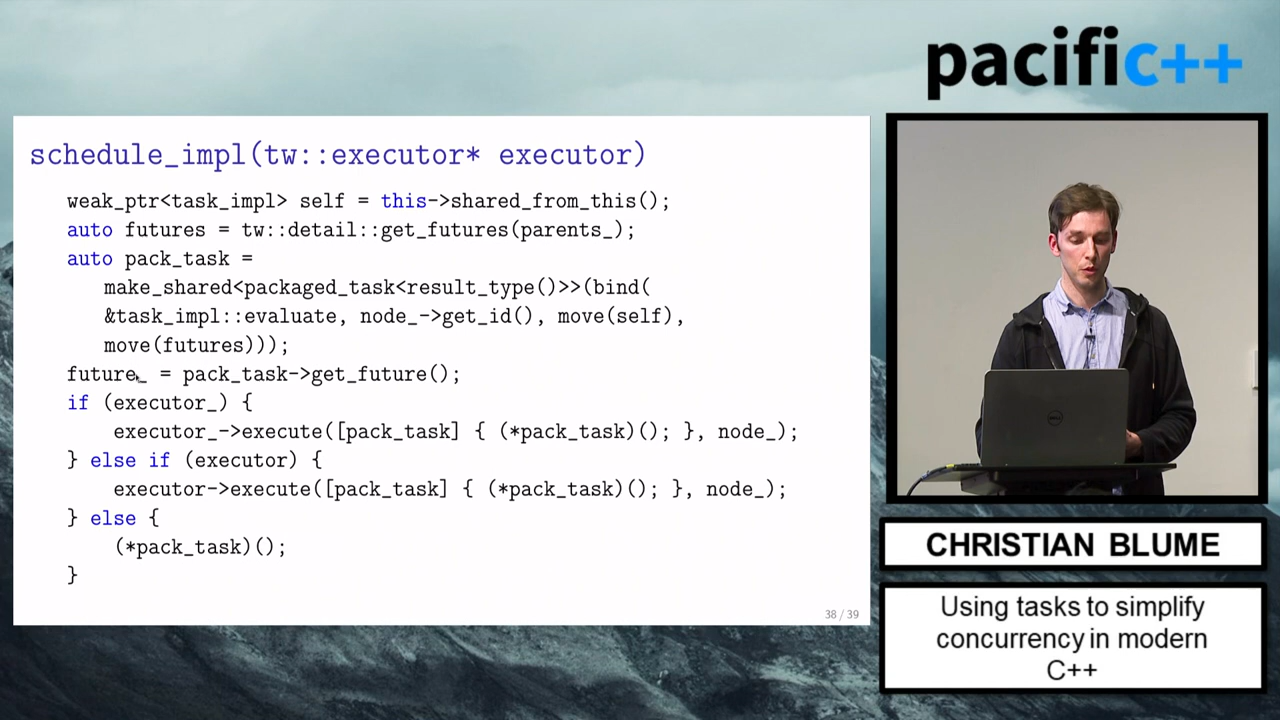 pacific++
schedule_impl(tw::executor* executor)
weak_ptr<task_impl> self = this->shared_from_this();
auto futures = tw::detail::get_futures(parents_);
auto pack_task =
make_shared<packaged_task<result_type()>>(bind(
&task_impl::evaluate, node_->get_id(), move(self),
move(futures)));
future_ = pack_task->get_future();
if (executor_) {
executor_->execute([pack_task] { (*pack_task)(); }, node_);
} else if (executor) {
executor->execute([pack_task] { (*pack_task)(); }, node_);
} else {
(*pack_task)();
}
38 / 39
DELL
CHRISTIAN BLUME
Using tasks to simplify
concurrency in modern
C++